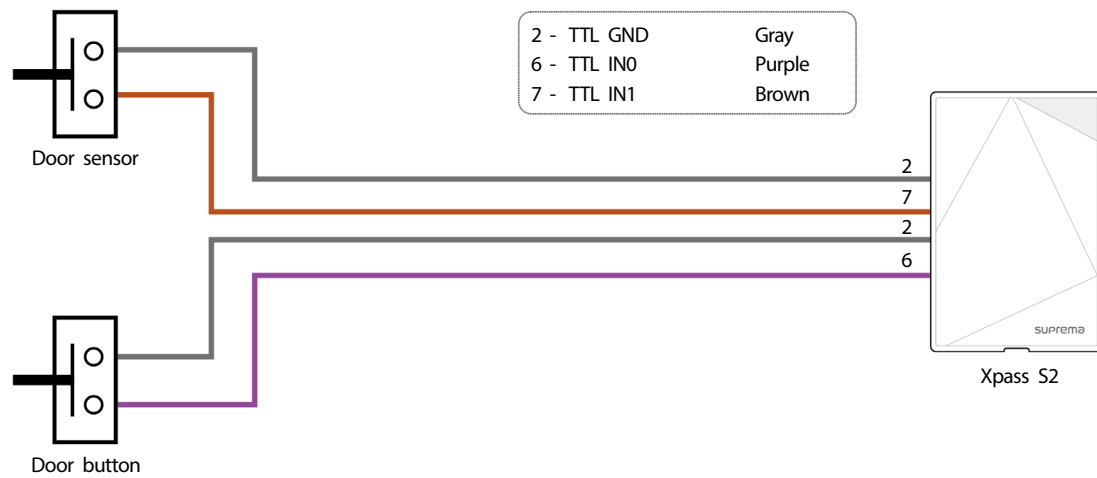 2 - TTL GND Gray
6 - TTL IN0 Purple
7 - TTL IN1 Brown
Door sensor
2
7
2
6
suprema
Xpass S2
Door button